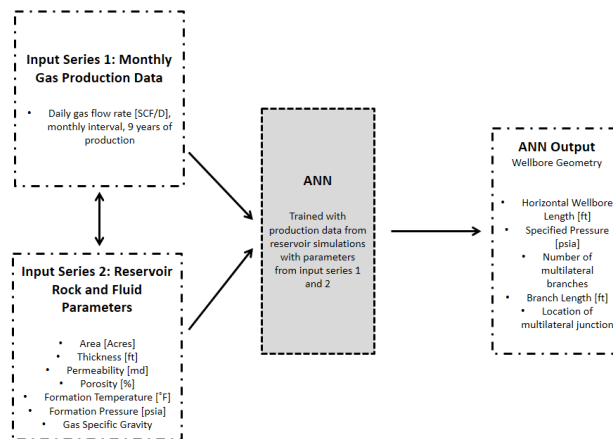 Input Series 1: Monthly
Gas Production Data
• Daily gas flow rate [SCF/D],
monthly interval, 9 years of
production
Input Series 2: Reservoir
Rock and Fluid
Parameters
• Area [Acres]
• Thickness [ft]
• Permeability [md]
• Porosity [%]
• Formation Temperature [˚F]
• Formation Pressure [psia]
• Gas Specific Gravity
ANN
Trained with
production data from
reservoir simulations
with parameters
from input series 1
and 2
ANN Output
Wellbore Geometry
• Horizontal Wellbore
Length [ft]
• Specified Pressure
[psia]
• Number of
multilateral
branches
• Branch Length [ft]
• Location of
multilateral junction